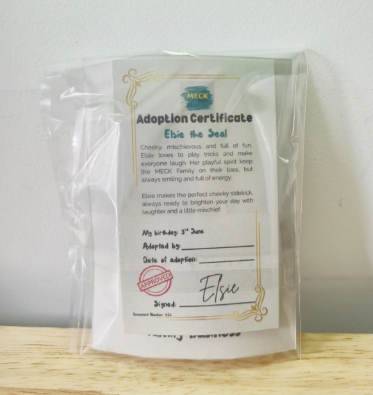 MECK
Adoption Certificate
Elsie the Seal
Cheeky, mischievous, and full of fun,
Elsie loves to play tricks and make
everyone laugh. Her playful spirit keep
the MECK Family on their toes, but
always smiling and full of energy.
Elsie makes the perfect cheeky sidekick,
always ready to brighten your day with
laughter and a little mischief.
My birthday: 3rd June
Adopted by:
Date of adoption:
APPROVED
Elsie
Signed:
Document Number: